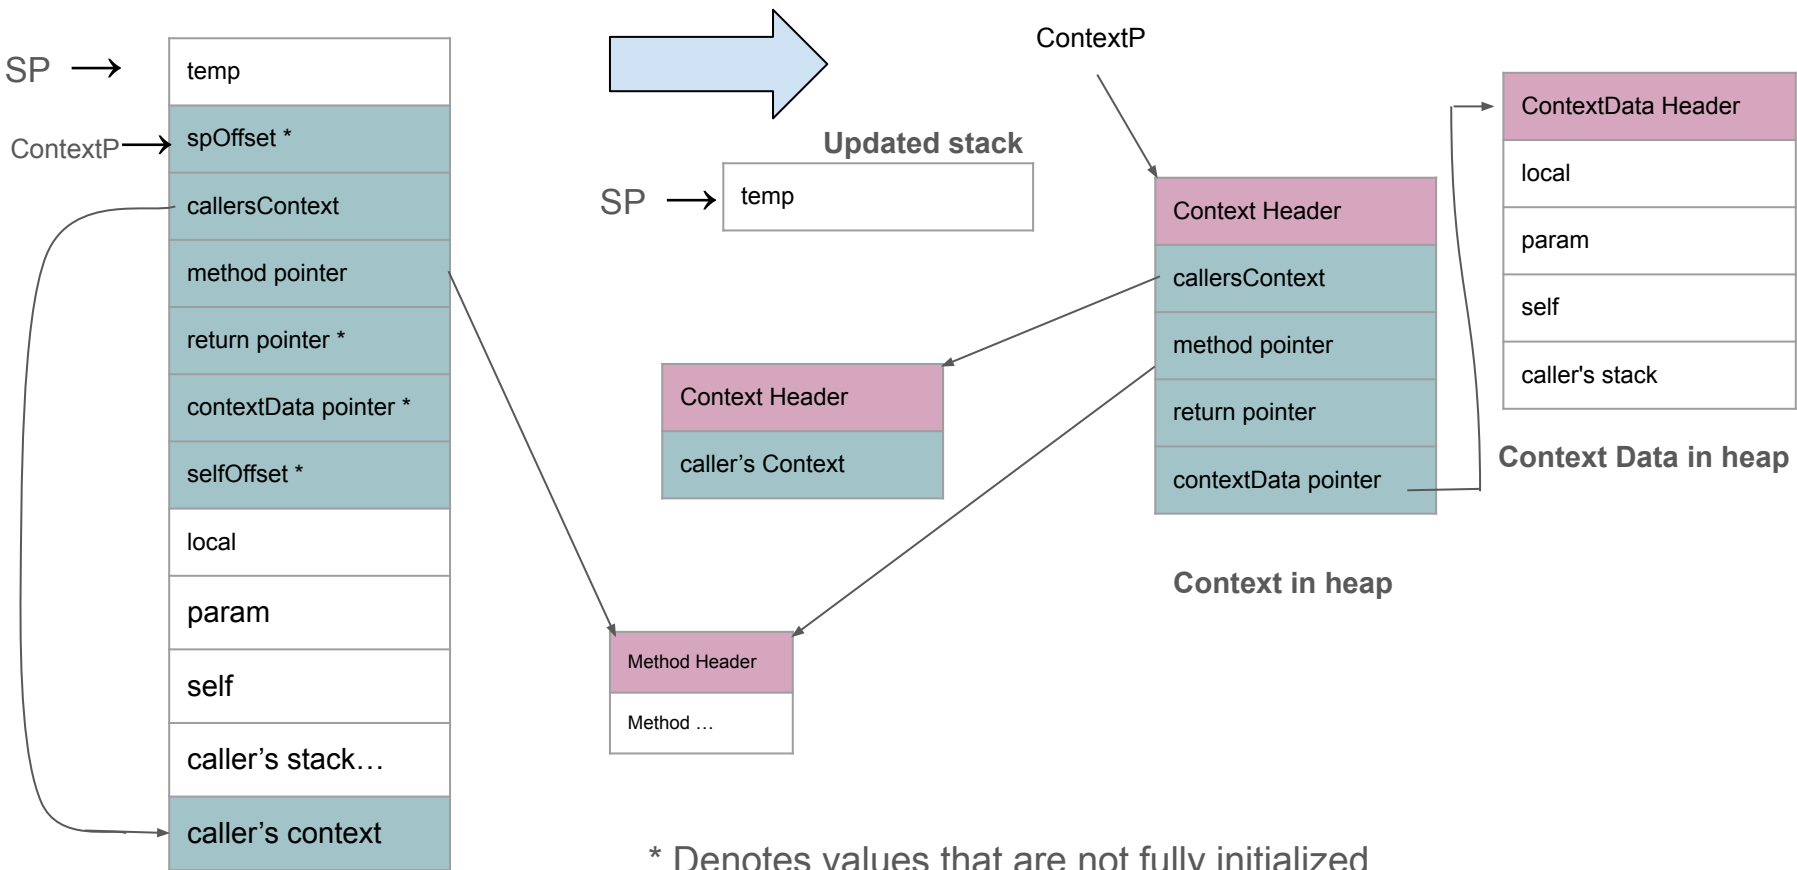 SP
temp
ContextP
spOffset *
callersContext
method pointer
return pointer *
contextData pointer *
selfOffset *
local
param
self
caller’s stack…
caller’s context
Updated stack
SP
temp
ContextP
Context Header
callersContext
method pointer
return pointer
contextData pointer
Context in heap
Context Header
caller’s Context
Method Header
Method …
ContextData Header
local
param
self
caller's stack
Context Data in heap
* Denotes values that are not fully initialized